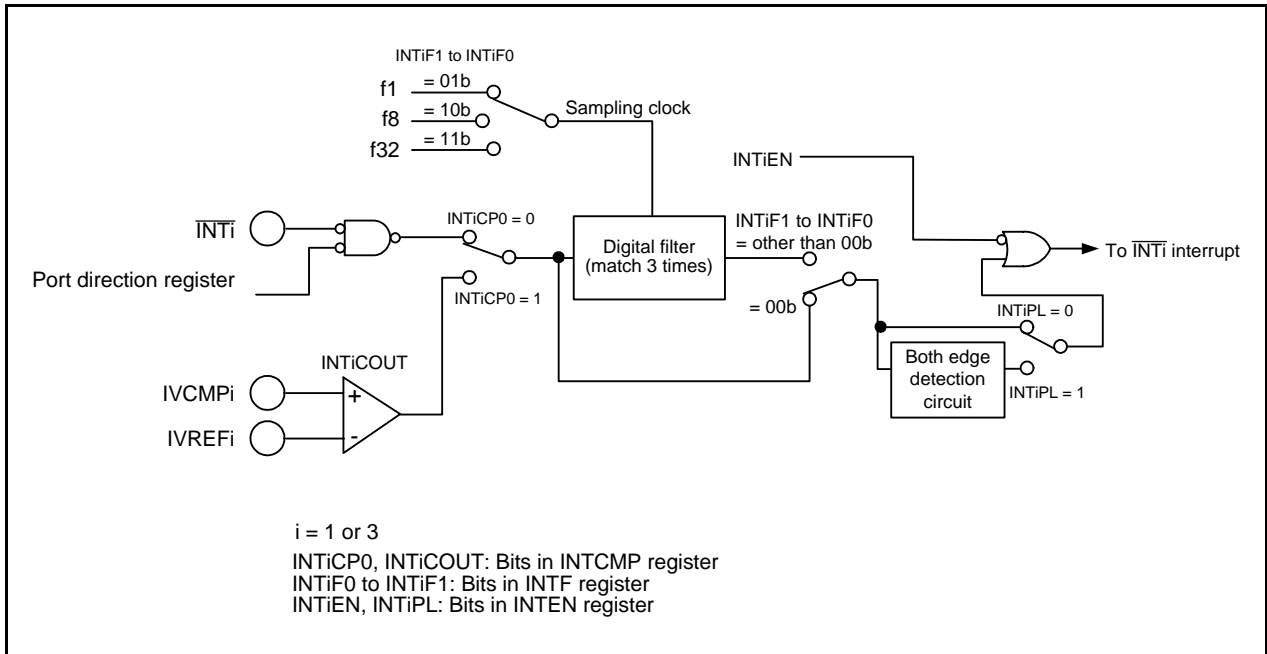 INTiF1 to INTiF0
f1
= 01b
f8
= 10b
f32
= 11b
Sampling clock
INTiEN
INTi
Port direction register
INTiCP0 = 0
INTiCP0 = 1
Digital filter
(match 3 times)
INTiF1 to INTiF0
= other than 00b
= 00b
To INTi interrupt
INTiPL = 0
INTiPL = 1
Both edge
detection
circuit
INTiCOUT
IVCMPi
+
IVREFi
-
i = 1 or 3
INTiCP0, INTiCOUT: Bits in INTCMP register
INTiF0 to INTiF1: Bits in INTF register
INTiEN, INTiPL: Bits in INTEN register